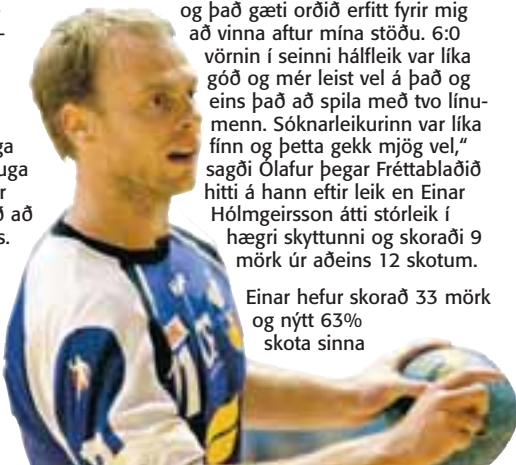 og það gæti orðið erfitt fyrir mig
að vinna aftur mína stöðu. 6:0
vörnin í seinni hálfleik var líka
góð og mér leist vel á það og
eins það að spila með tvo línu-
menn. Sóknarleikurinn var líka
fínn og þetta gekk mjög vel,“
sagði Ólafur þegar Fréttablaðið
hitti á hann eftir leik en Einar
Hólmgeirsson átti stórleik í
hægri skyttunni og skoraði 9
mörk úr aðeins 12 skotum.
Einar hefur skorað 33 mörk
og nýtt 63%
skota sinna